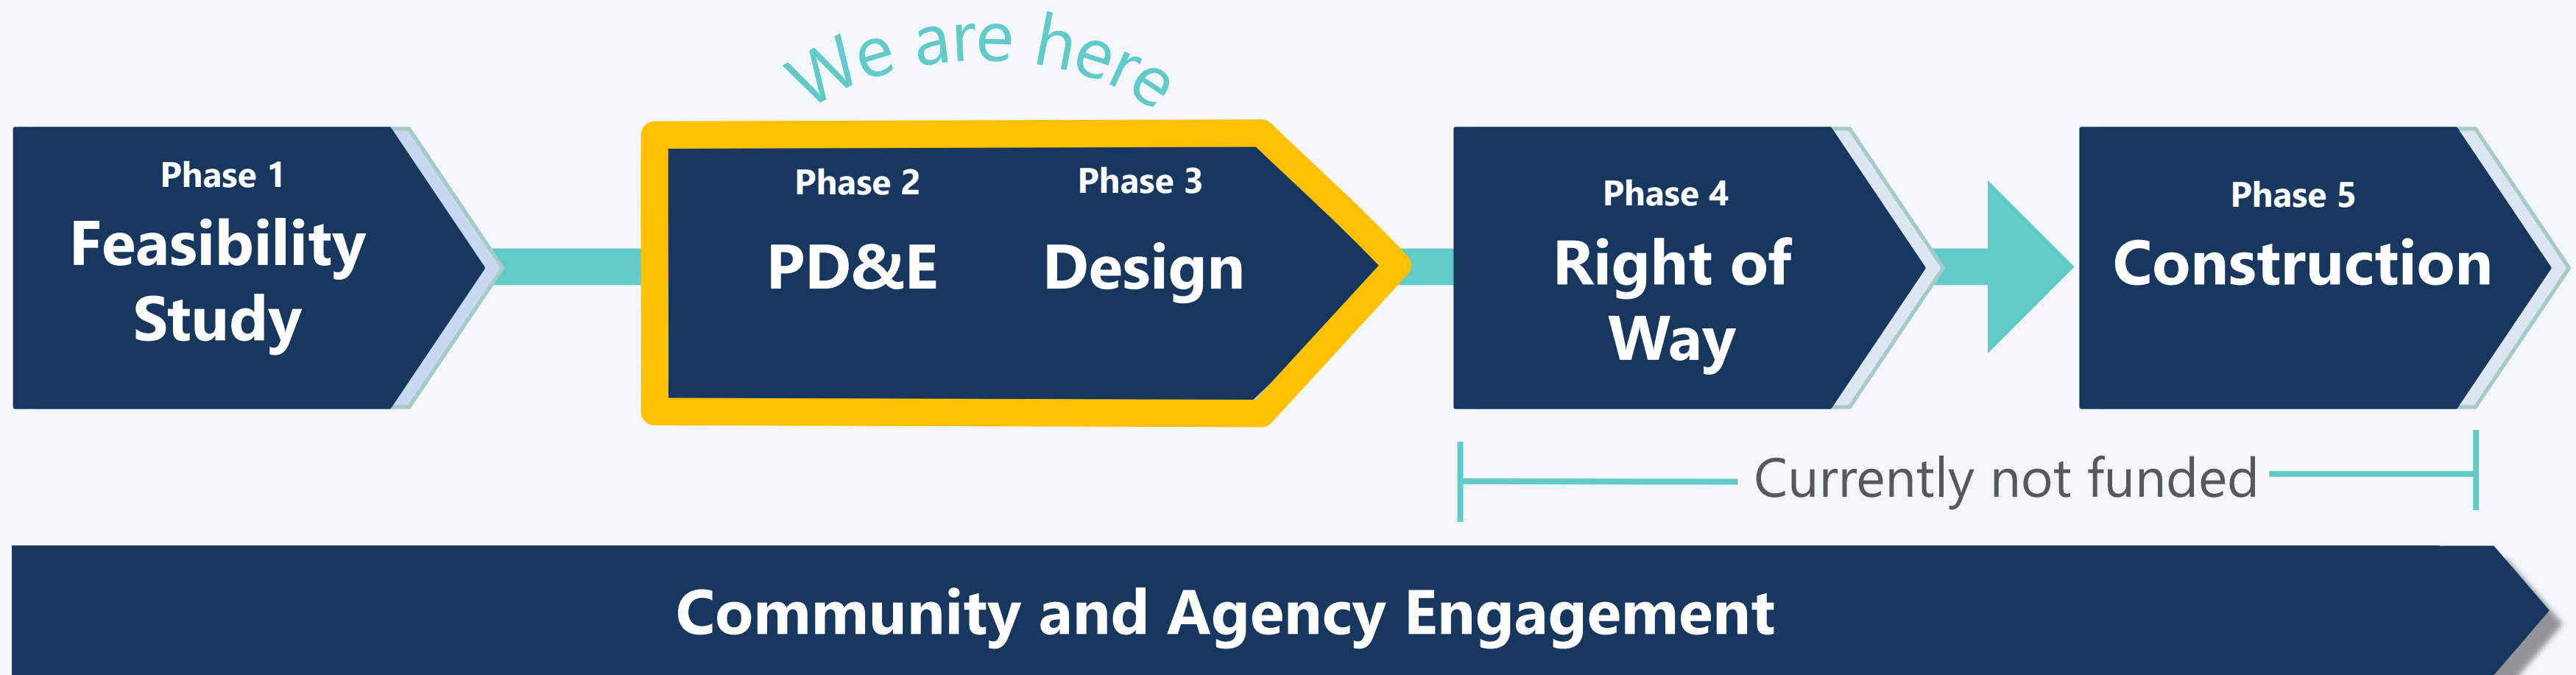 We are here
Phase 1
Feasibility
Study
Phase 2
PD&E
Phase 3
Design
Phase 4
Right of
Way
Phase 5
Construction
Currently not funded
Community and Agency Engagement